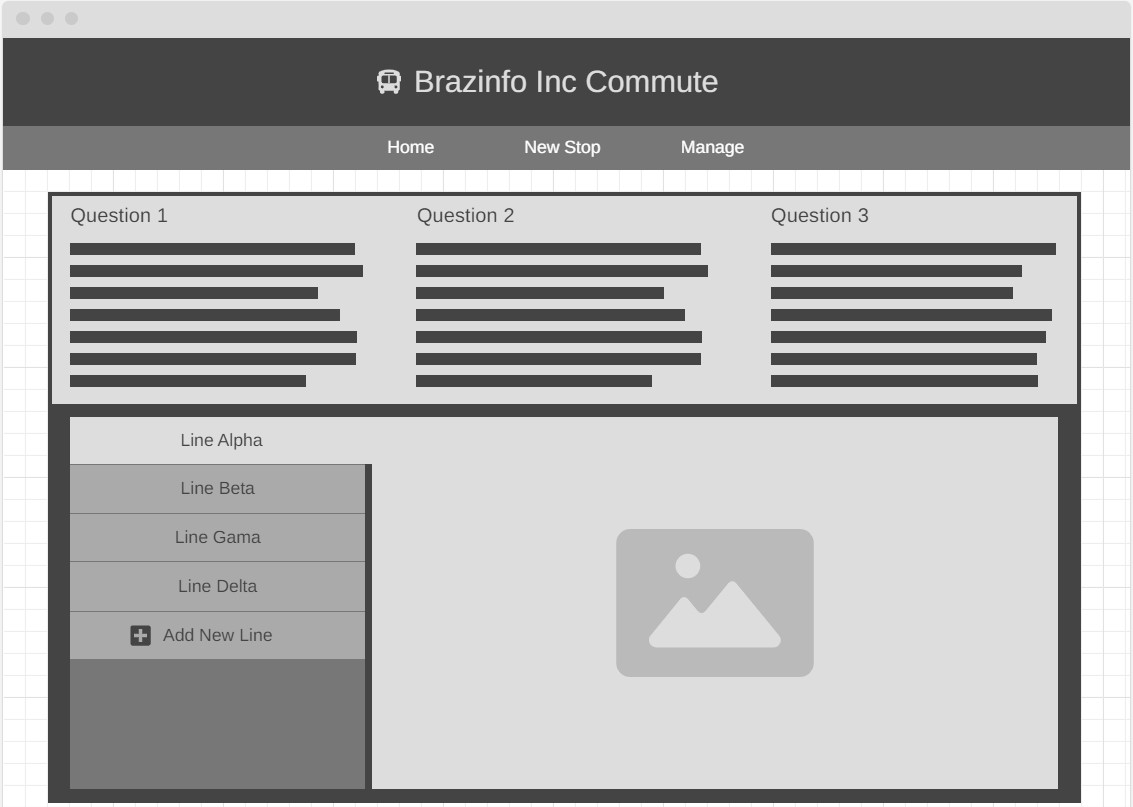 Brazinfo Inc Commute
Home New Stop Manage
Question 1
Question 2
Question 3
Line Alpha
Line Beta
Line Gama
Line Delta
Add New Line